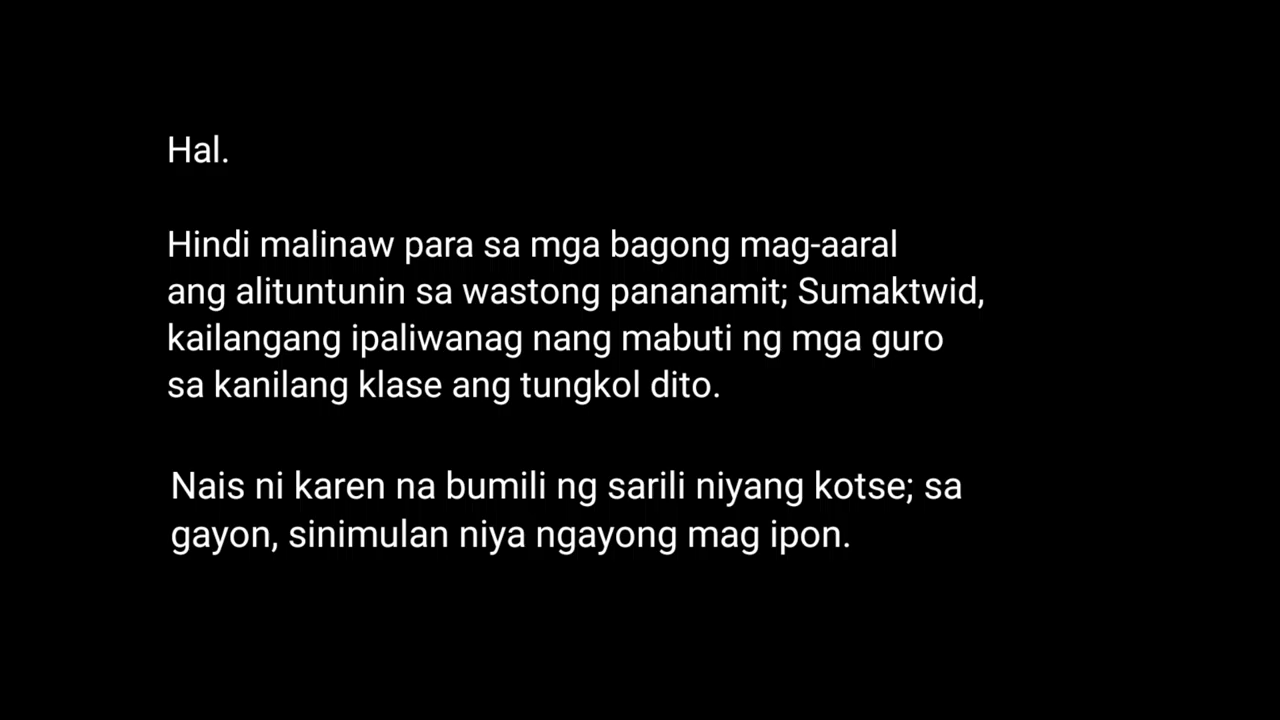 Hal.
Hindi malinaw para sa mga bagong mag-aaral
ang alituntunin sa wastong pananamit; Sumaktwid,
kailangang ipaliwanag nang mabuti ng mga guro
sa kanilang klase ang tungkol dito.
Nais ni karen na bumili ng sarili niyang kotse; sa
gayon, sinimulan niya ngayong mag ipon.